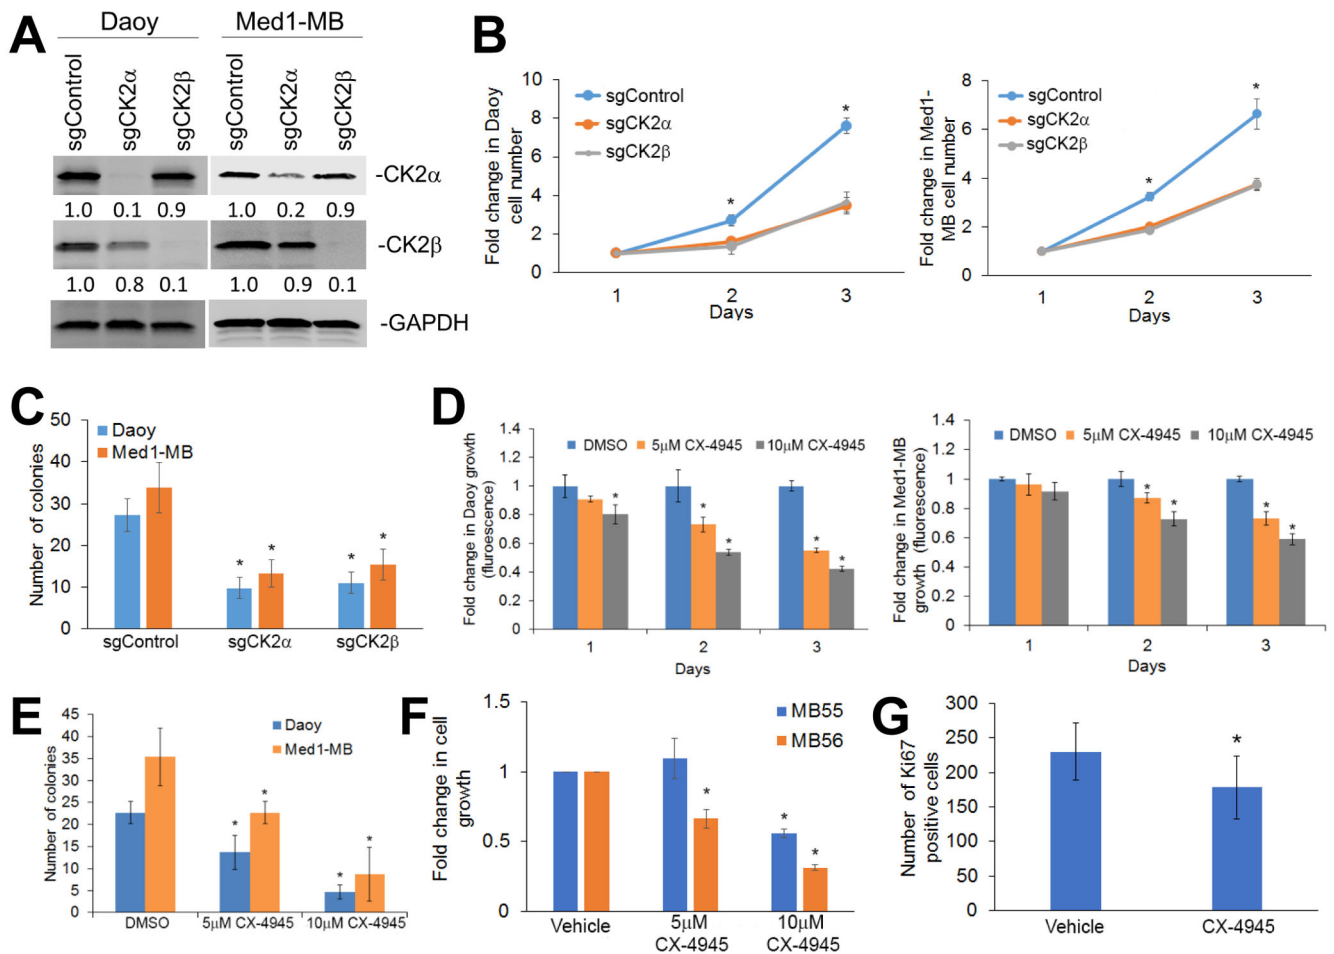 A
Daoy
Med1-MB
sgControl
sgCK2α
sgCK2β
sgControl
sgCK2α
sgCK2β
-CK2α
1.0 0.1 0.9
1.0 0.2 0.9
-CK2β
1.0 0.8 0.1
1.0 0.9 0.1
-GAPDH
B
Fold change in Daoy
cell number
10
8
6
4
2
0
sgControl
sgCK2α
sgCK2β
*
*
1 2 3
Days
Fold change in Med1-
MB cell number
8
6
4
2
0
sgControl
sgCK2α
sgCK2β
*
*
1 2 3
Days
C
Number of colonies
50
40
30
20
10
0
Daoy
Med1-MB
* * * *
sgControl sgCK2α sgCK2β
D
Fold change in Daoy growth
(fluroescence)
1.4
1.2
1
0.8
0.6
0.4
0.2
0
DMSO 5µM CX-4945 10µM CX-4945
* * * * *
1 2 3
Days
Fold change in Med1-MB
growth (fluorescence)
1.4
1.2
1
0.8
0.6
0.4
0.2
0
DMSO 5µM CX-4945 10µM CX-4945
* * * *
1 2 3
Days
E
Number of colonies
45
40
35
30
25
20
15
10
5
0
Daoy
Med1-MB
* * * *
DMSO 5µM CX-4945 10µM CX-4945
F
Fold change in cell
growth
1.5
1
0.5
0
MB55
MB56
* * *
Vehicle 5µM 10µM
CX-4945 CX-4945
G
Number of Ki67
positive cells
300
250
200
150
100
50
0
*
Vehicle CX-4945